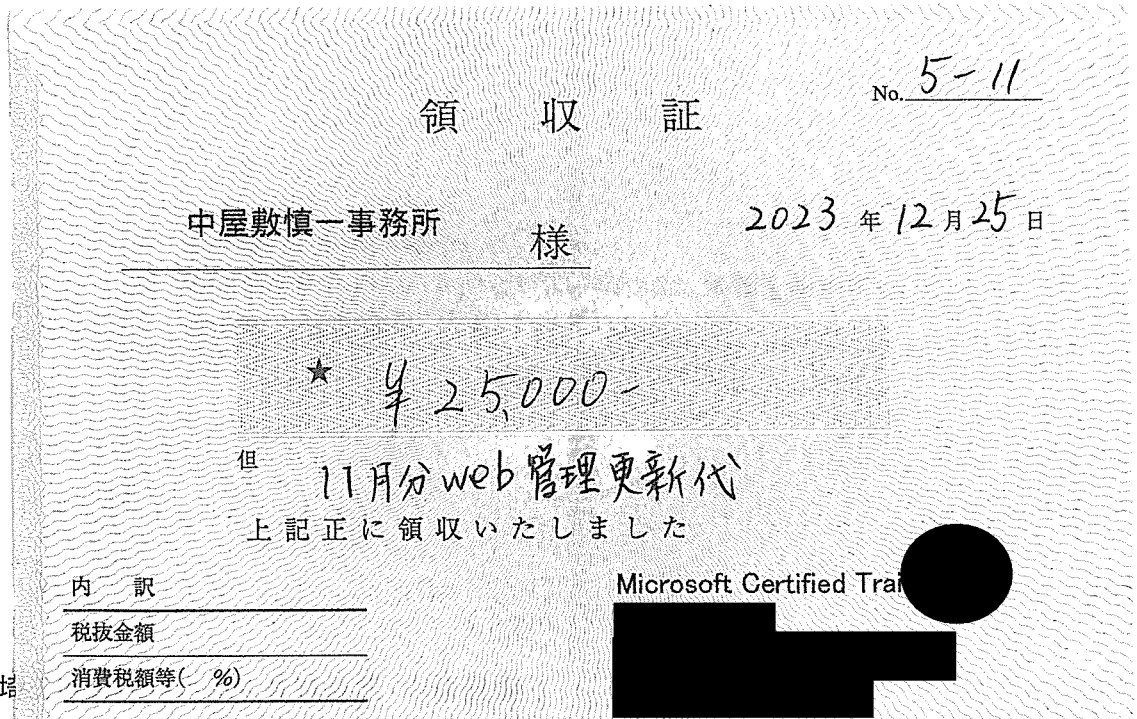 No. 5-11
領 収 証
中屋敷慎一事務所 様
2023 年 12 月 25 日
★ ¥25,000-
但 11月分web管理更新代
上記正に領収いたしました
内 訳
税抜金額
消費税額等( %)
Microsoft Certified Trai